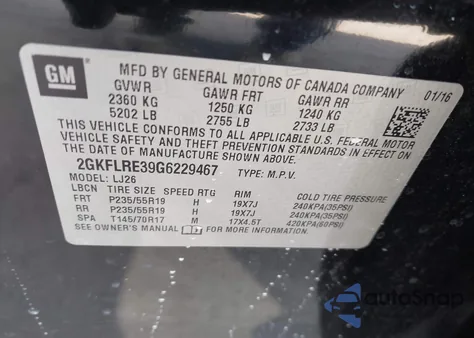 GM
MFD BY GENERAL MOTORS OF CANADA COMPANY
01/16
GVWR GAWR FRT GAWR RR
2360 KG 1250 KG 1240 KG
5202 LB 2755 LB 2733 LB
THIS VEHICLE CONFORMS TO ALL APPLICABLE U.S. FEDERAL MOTOR
VEHICLE SAFETY, BUMPER, AND THEFT PREVENTION STANDARDS IN EFFECT ON
THE DATE OF MANUFACTURE SHOWN ABOVE.
2GKFLRE39G6229467 TYPE: M.P.V.
MODEL: LJ26
LBCN TIRE SIZE SPEED RTG RIM COLD TIRE PRESSURE
FRT P235/55R19 H 19X7J 240KPA(35PSI)
RR P235/55R19 H 19X7J 240KPA(35PSI)
SPA T145/70R17 M 17X4.5T 420KPA(60PSI)
SEE OWNER'S MANUAL FOR MORE INFORMATION
autoSnap